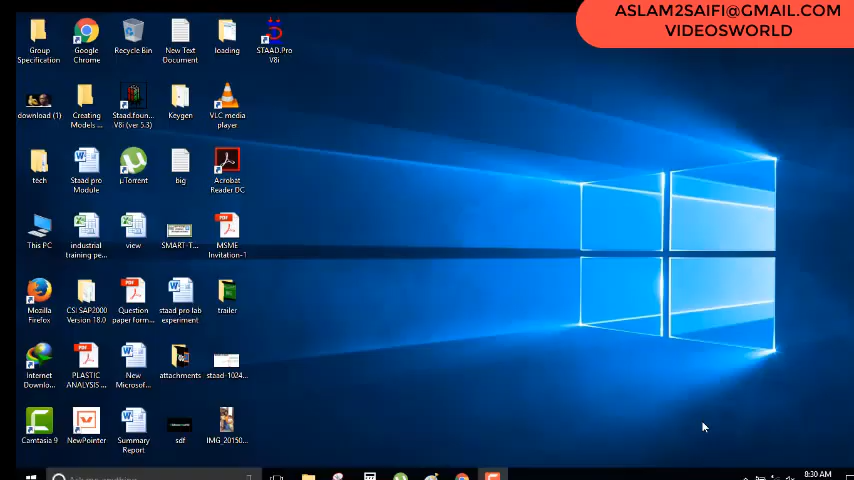 ASLAM2SAIFI@GMAIL.COM
VIDEOSWORLD
Group
Specification
Google
Chrome
Recycle Bin
New Text
Document
loading
STAAD.Pro
V8i
download (1)
Creating
Models ...
Staad.foun...
V8i (ver 5.3)
Keygen
VLC media
player
tech
Staad pro
Module
µTorrent
big
Acrobat
Reader DC
This PC
industrial
training pe...
view
SMART-T...
MSME
Invitation-1
Mozilla
Firefox
CSI SAP2000
Version 18.0
Question
paper form...
staad pro lab
experiment
trailer
Internet
Downlo...
PLASTIC
ANALYSIS ...
New
Microsof...
attachments
staad-1024...
Camtasia 9
NewPointer
Summary
Report
sdf
IMG_20150...
8:30 AM